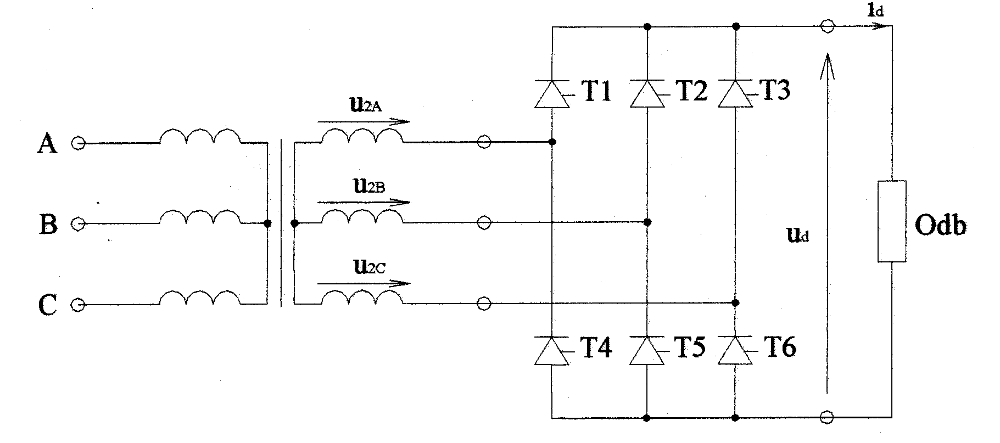 id
T1 T2 T3
u2A
A
u2B
B
Odb
ud
u2C
C
T4 T5 T6